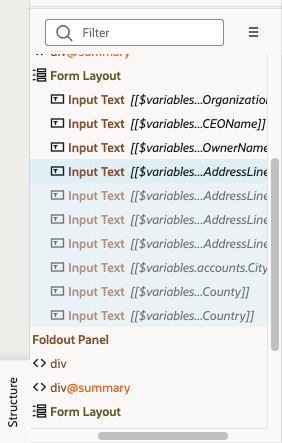 Filter
div@summary
Form Layout
Input Text [[$variables...Organization
Input Text [[$variables...CEOName]]
Input Text [[$variables...OwnerName
Input Text [[$variables...AddressLine
Input Text [[$variables...AddressLine
Input Text [[$variables...AddressLine
Input Text [[$variables...AddressLine
Input Text [[$variables.accounts.City
Input Text [[$variables...County]]
Input Text [[$variables...Country]]
Foldout Panel
div
div@summary
Form Layout
Structure